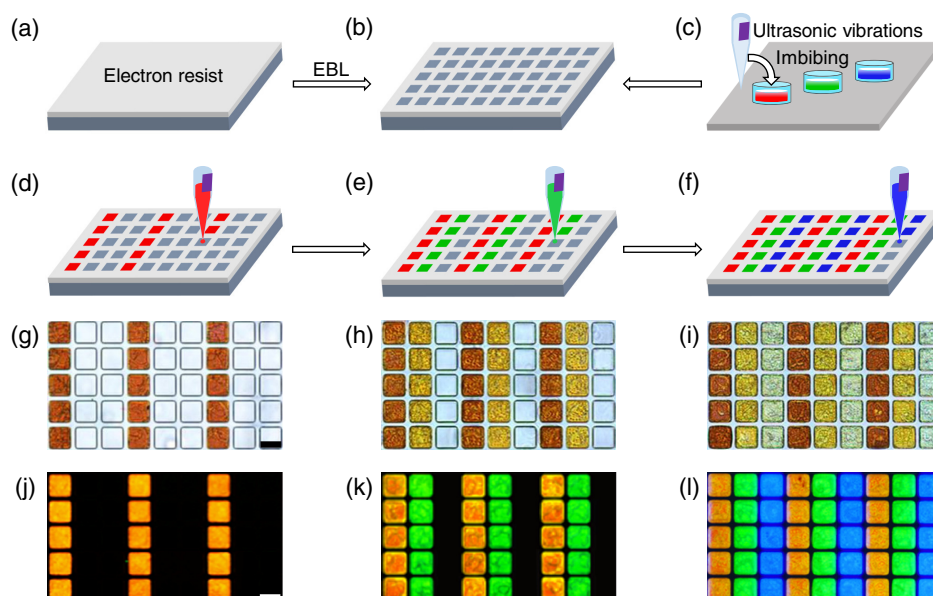 (a)
(b)
(c)
Ultrasonic vibrations
Imbibing
Electron resist
EBL
(d)
(e)
(f)
(g)
(h)
(i)
(j)
(k)
(l)